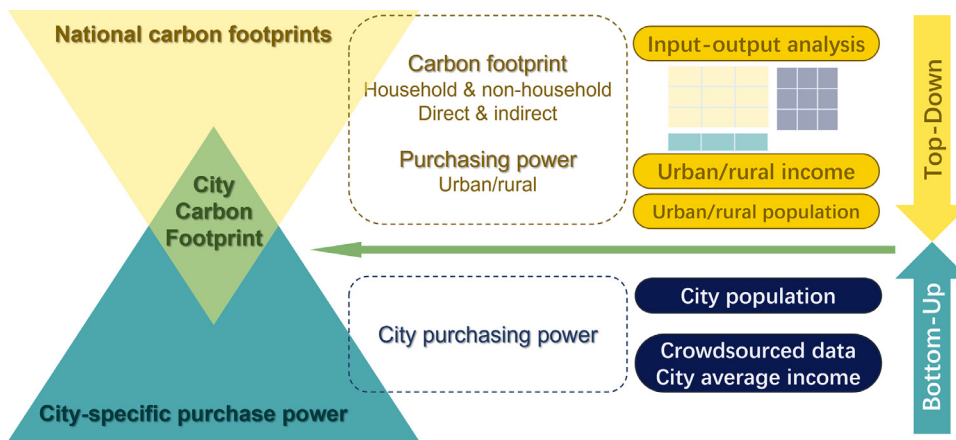 National carbon footprints
City
Carbon
Footprint
City-specific purchase power
Carbon footprint
Household & non-household
Direct & indirect
Purchasing power
Urban/rural
City purchasing power
Input-output analysis
Urban/rural income
Urban/rural population
City population
Crowdsourced data
City average income
Top-Down
Bottom-Up